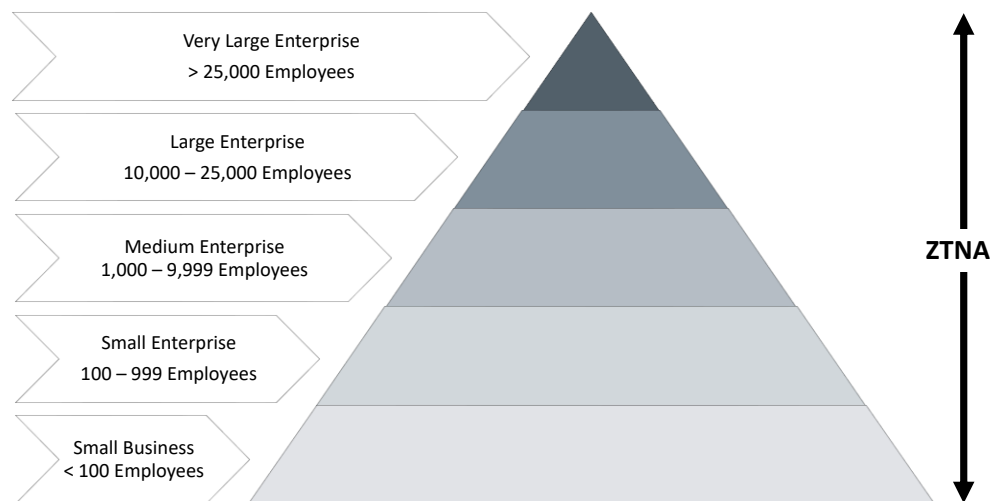 Very Large Enterprise
> 25,000 Employees
Large Enterprise
10,000 – 25,000 Employees
Medium Enterprise
1,000 – 9,999 Employees
Small Enterprise
100 – 999 Employees
Small Business
< 100 Employees
ZTNA